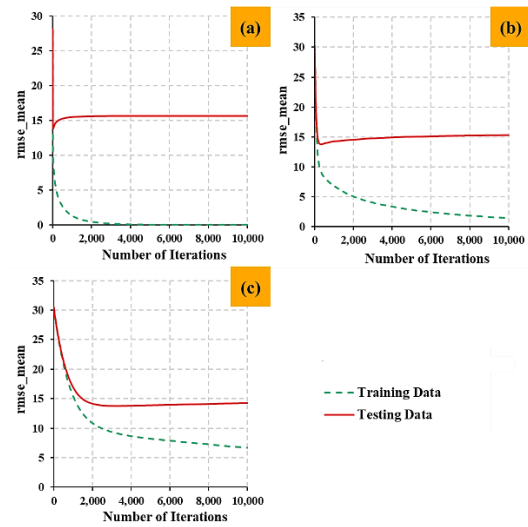 (a)
rmse_mean
30
25
20
15
10
5
0
0 2,000 4,000 6,000 8,000 10,000
Number of Iterations
(b)
rmse_mean
35
30
25
20
15
10
5
0
0 2,000 4,000 6,000 8,000 10,000
Number of Iterations
(c)
rmse_mean
35
30
25
20
15
10
5
0
0 2,000 4,000 6,000 8,000 10,000
Number of Iterations
Training Data
Testing Data